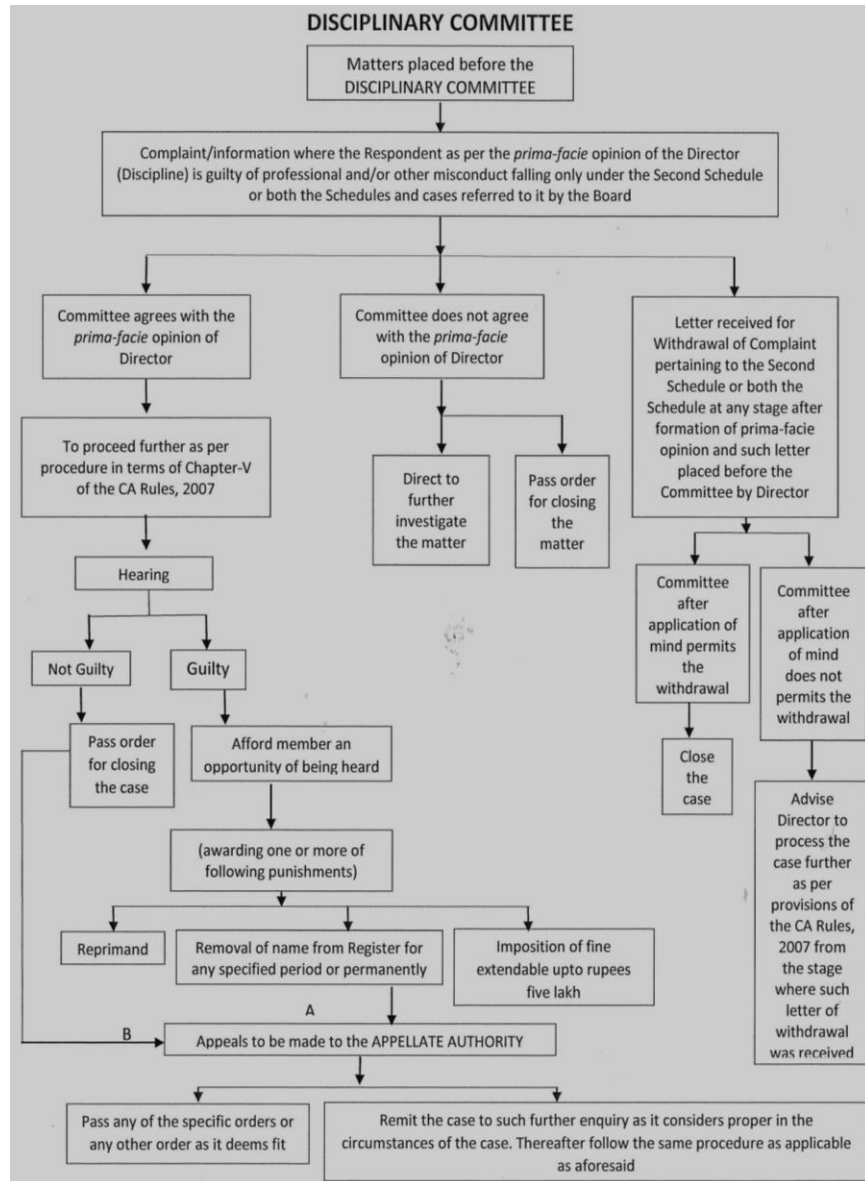 DISCIPLINARY COMMITTEE
Matters placed before the
DISCIPLINARY COMMITTEE
Complaint/information where the Respondent as per the prima-facie opinion of the Director
(Discipline) is guilty of professional and/or other misconduct falling only under the Second Schedule
or both the Schedules and cases referred to it by the Board
Committee agrees with the
prima-facie opinion of
Director
Committee does not agree
with the prima-facie
opinion of Director
Letter received for
Withdrawal of Complaint
pertaining to the Second
Schedule or both the
Schedule at any stage after
formation of prima-facie
opinion and such letter
placed before the
Committee by Director
To proceed further as per
procedure in terms of Chapter-V
of the CA Rules, 2007
Direct to
further
investigate
the matter
Pass order
for closing
the
matter
Hearing
Committee
after
application of
mind permits
the
withdrawal
Committee
after
application
of mind
does not
permits the
withdrawal
Not Guilty
Guilty
Pass order
for closing
the case
Afford member an
opportunity of being heard
Close
the
case
Advise
Director to
process the
case further
as per
provisions of
the CA Rules,
2007 from
the stage
where such
letter of
withdrawal
was received
(awarding one or more of
following punishments)
Reprimand
Removal of name from Register for
any specified period or permanently
Imposition of fine
extendable upto rupees
five lakh
A
B
Appeals to be made to the APPELLATE AUTHORITY
Pass any of the specific orders or
any other order as it deems fit
Remit the case to such further enquiry as it considers proper in the
circumstances of the case. Thereafter follow the same procedure as applicable
as aforesaid